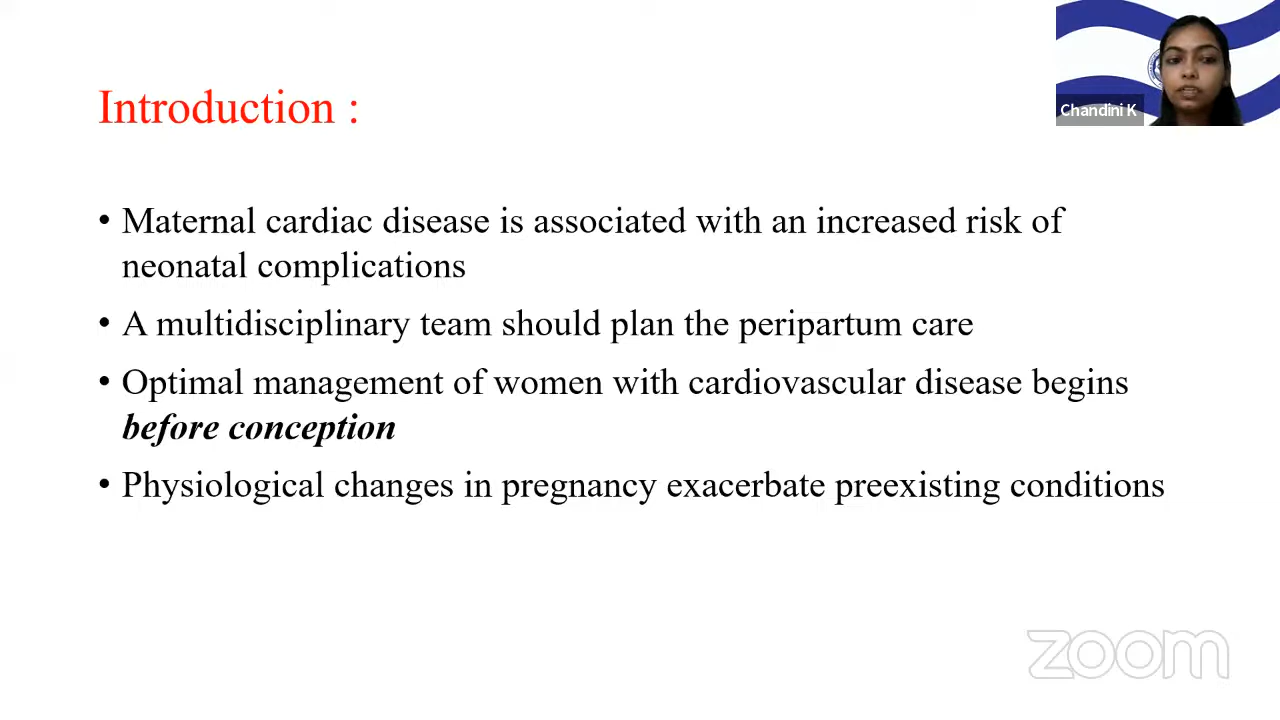 Introduction :
Chandini K
• Maternal cardiac disease is associated with an increased risk of
neonatal complications
• A multidisciplinary team should plan the peripartum care
• Optimal management of women with cardiovascular disease begins
before conception
• Physiological changes in pregnancy exacerbate preexisting conditions
zoom